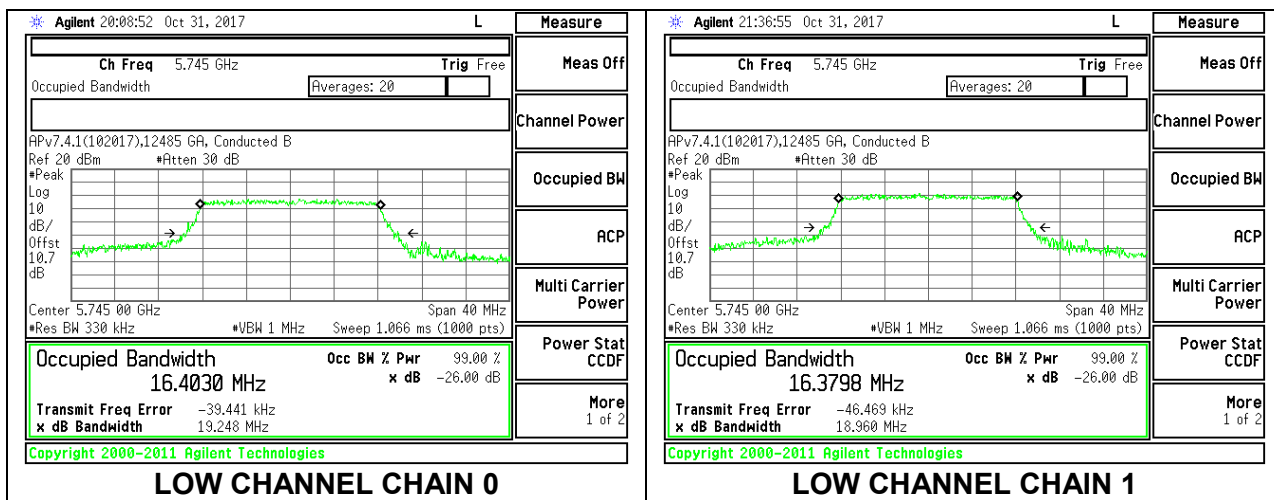 Agilent 20:08:52 Oct 31, 2017 L
Measure
Ch Freq 5.745 GHz Trig Free
Occupied Bandwidth Averages: 20
APv7.4.1(102017),12485 GA, Conducted B
Ref 20 dBm #Atten 30 dB
#Peak
Log
10
dB/
Offst
10.7
dB
Center 5.745 00 GHz Span 40 MHz
#Res BW 330 kHz #VBW 1 MHz Sweep 1.066 ms (1000 pts)
Occupied Bandwidth Occ BW % Pwr 99.00 %
16.4030 MHz x dB -26.00 dB
Transmit Freq Error -39.441 kHz
x dB Bandwidth 19.248 MHz
Copyright 2000-2011 Agilent Technologies
Meas Off
Channel Power
Occupied BW
ACP
Multi Carrier
Power
Power Stat
CCDF
More
1 of 2
LOW CHANNEL CHAIN 0
Agilent 21:36:55 Oct 31, 2017 L
Measure
Ch Freq 5.745 GHz Trig Free
Occupied Bandwidth Averages: 20
APv7.4.1(102017),12485 GA, Conducted B
Ref 20 dBm #Atten 30 dB
#Peak
Log
10
dB/
Offst
10.7
dB
Center 5.745 00 GHz Span 40 MHz
#Res BW 330 kHz #VBW 1 MHz Sweep 1.066 ms (1000 pts)
Occupied Bandwidth Occ BW % Pwr 99.00 %
16.3798 MHz x dB -26.00 dB
Transmit Freq Error -46.469 kHz
x dB Bandwidth 18.960 MHz
Copyright 2000-2011 Agilent Technologies
Meas Off
Channel Power
Occupied BW
ACP
Multi Carrier
Power
Power Stat
CCDF
More
1 of 2
LOW CHANNEL CHAIN 1